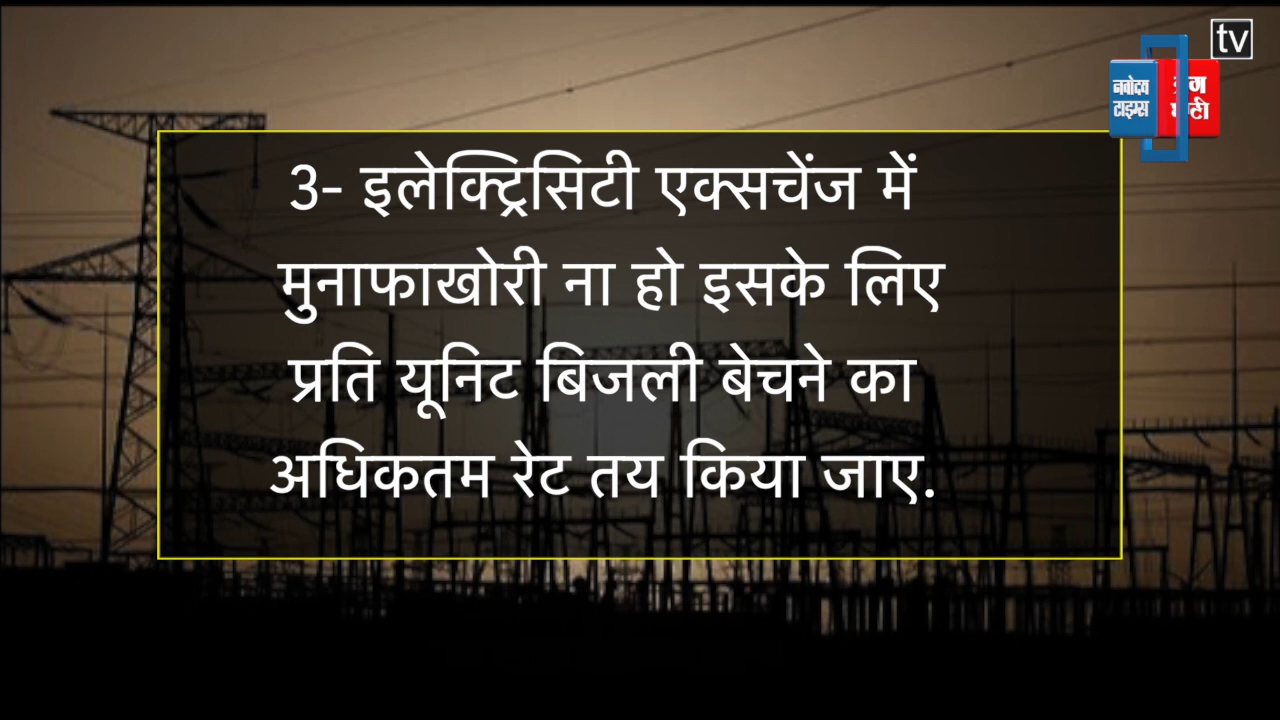 tv
नवोदय
टाइम्स
3- इलेक्ट्रिसिटी एक्सचेंज में
मुनाफाखोरी ना हो इसके लिए
प्रति यूनिट बिजली बेचने का
अधिकतम रेट तय किया जाए.